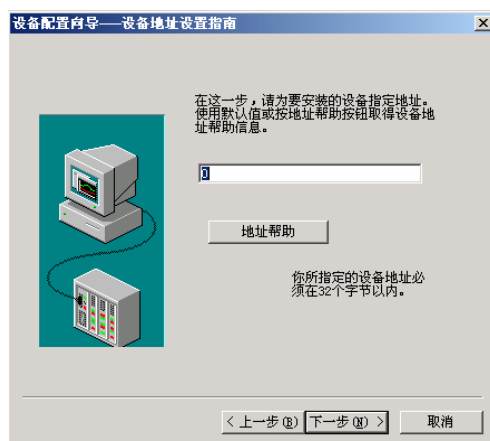 设备配置向导——设备地址设置指南
在这一步，请为要安装的设备指定地址。
使用默认值或按地址帮助按钮取得设备地
址帮助信息。
0
地址帮助
你所指定的设备地址必
须在32个字节以内。
< 上一步(B) 下一步(N) > 取消